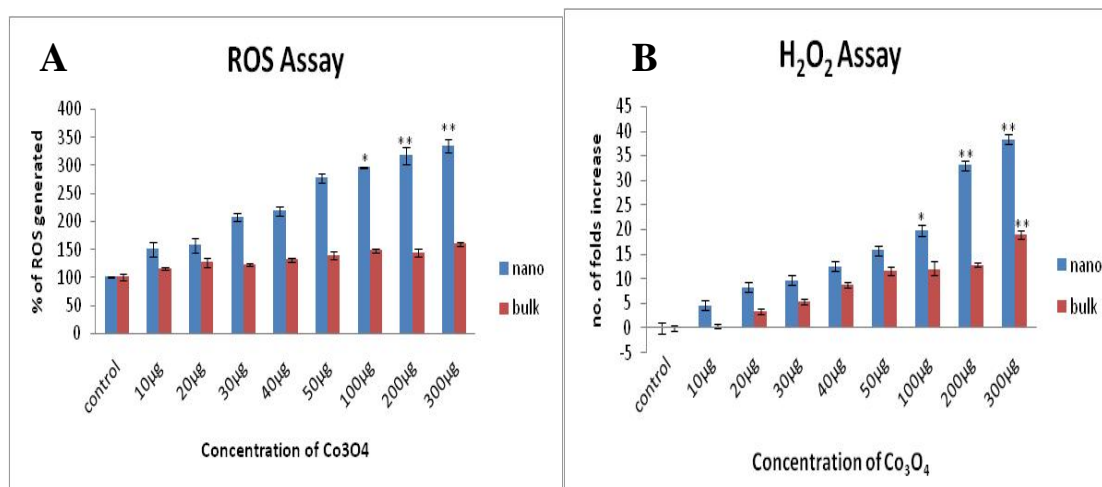 A
ROS Assay
% of ROS generated
400
350
300
250
200
150
100
50
0
* ** **
control 10µg 20µg 30µg 40µg 50µg 100µg 200µg 300µg
Concentration of Co3O4
nano
bulk
B
H₂O₂ Assay
no. of folds increase
45
40
35
30
25
20
15
10
5
0
-5
* ** ** **
control 10µg 20µg 30µg 40µg 50µg 100µg 200µg 300µg
Concentration of Co₃O₄
nano
bulk